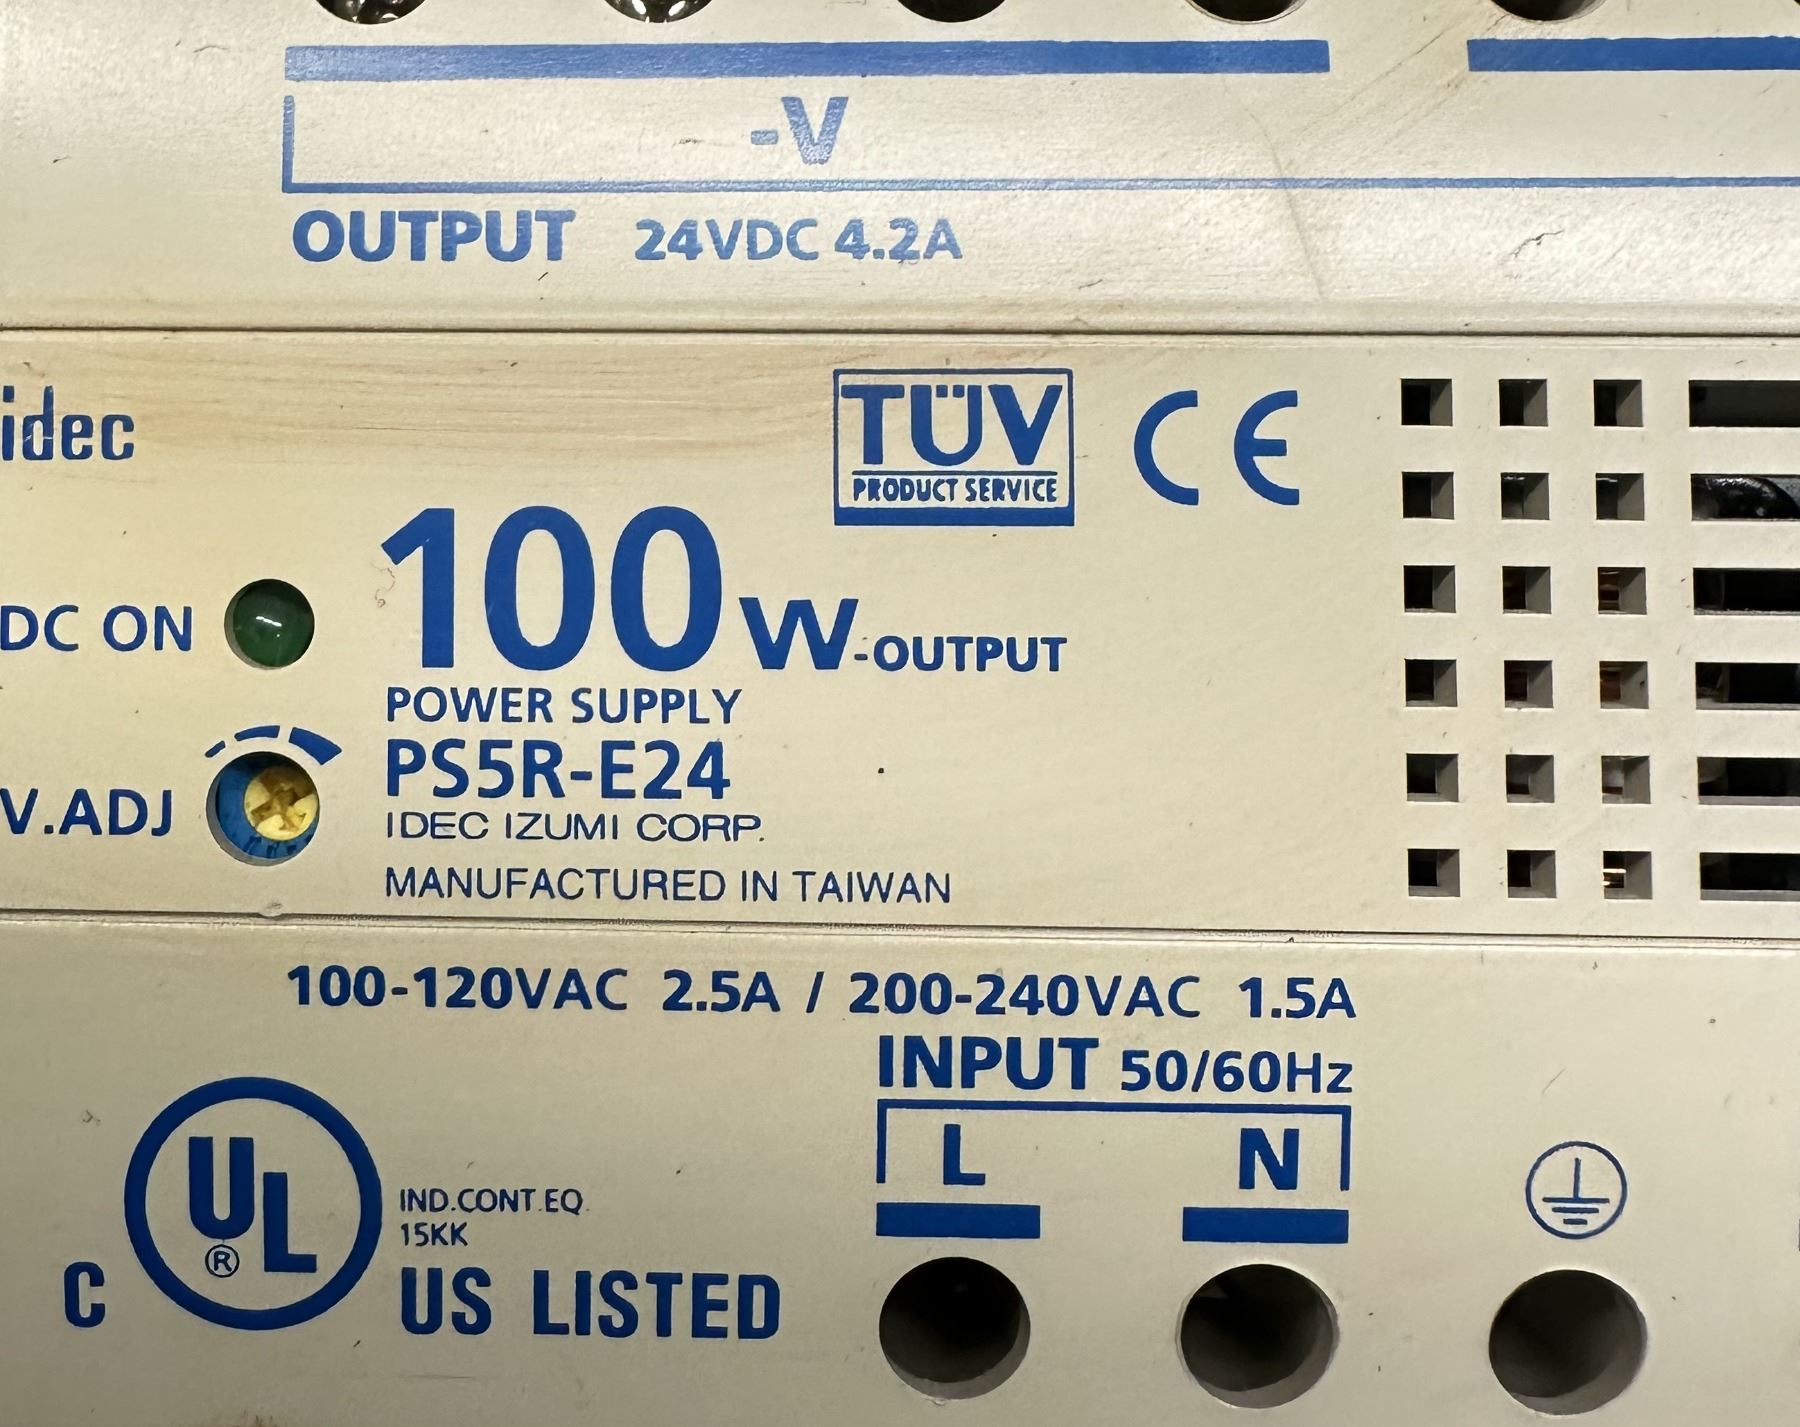 -V
OUTPUT 24VDC 4.2A
idec
TÜV
PRODUCT SERVICE
CE
100W-OUTPUT
DC ON
POWER SUPPLY
PS5R-E24
V.ADJ
IDEC IZUMI CORP.
MANUFACTURED IN TAIWAN
100-120VAC 2.5A / 200-240VAC 1.5A
INPUT 50/60Hz
L N
UL
®
IND.CONT.EQ.
15KK
C US LISTED